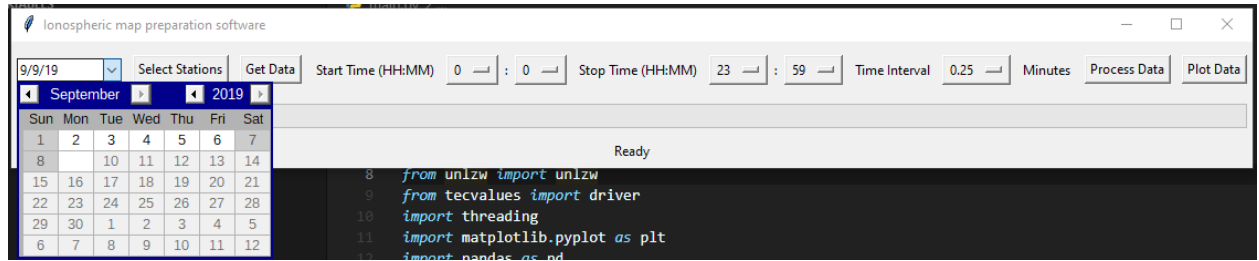 Ionospheric map preparation software
9/9/19 Select Stations Get Data Start Time (HH:MM) 0 : 0 Stop Time (HH:MM) 23 : 59 Time Interval 0.25 Minutes Process Data Plot Data
September 2019
Sun Mon Tue Wed Thu Fri Sat
1 2 3 4 5 6 7
8 10 11 12 13 14
15 16 17 18 19 20 21
22 23 24 25 26 27 28
29 30 1 2 3 4 5
6 7 8 9 10 11 12
Ready
8 from unlzw import unlzw
9 from tecvalues import driver
10 import threading
11 import matplotlib.pyplot as plt
12 import pandas as pd